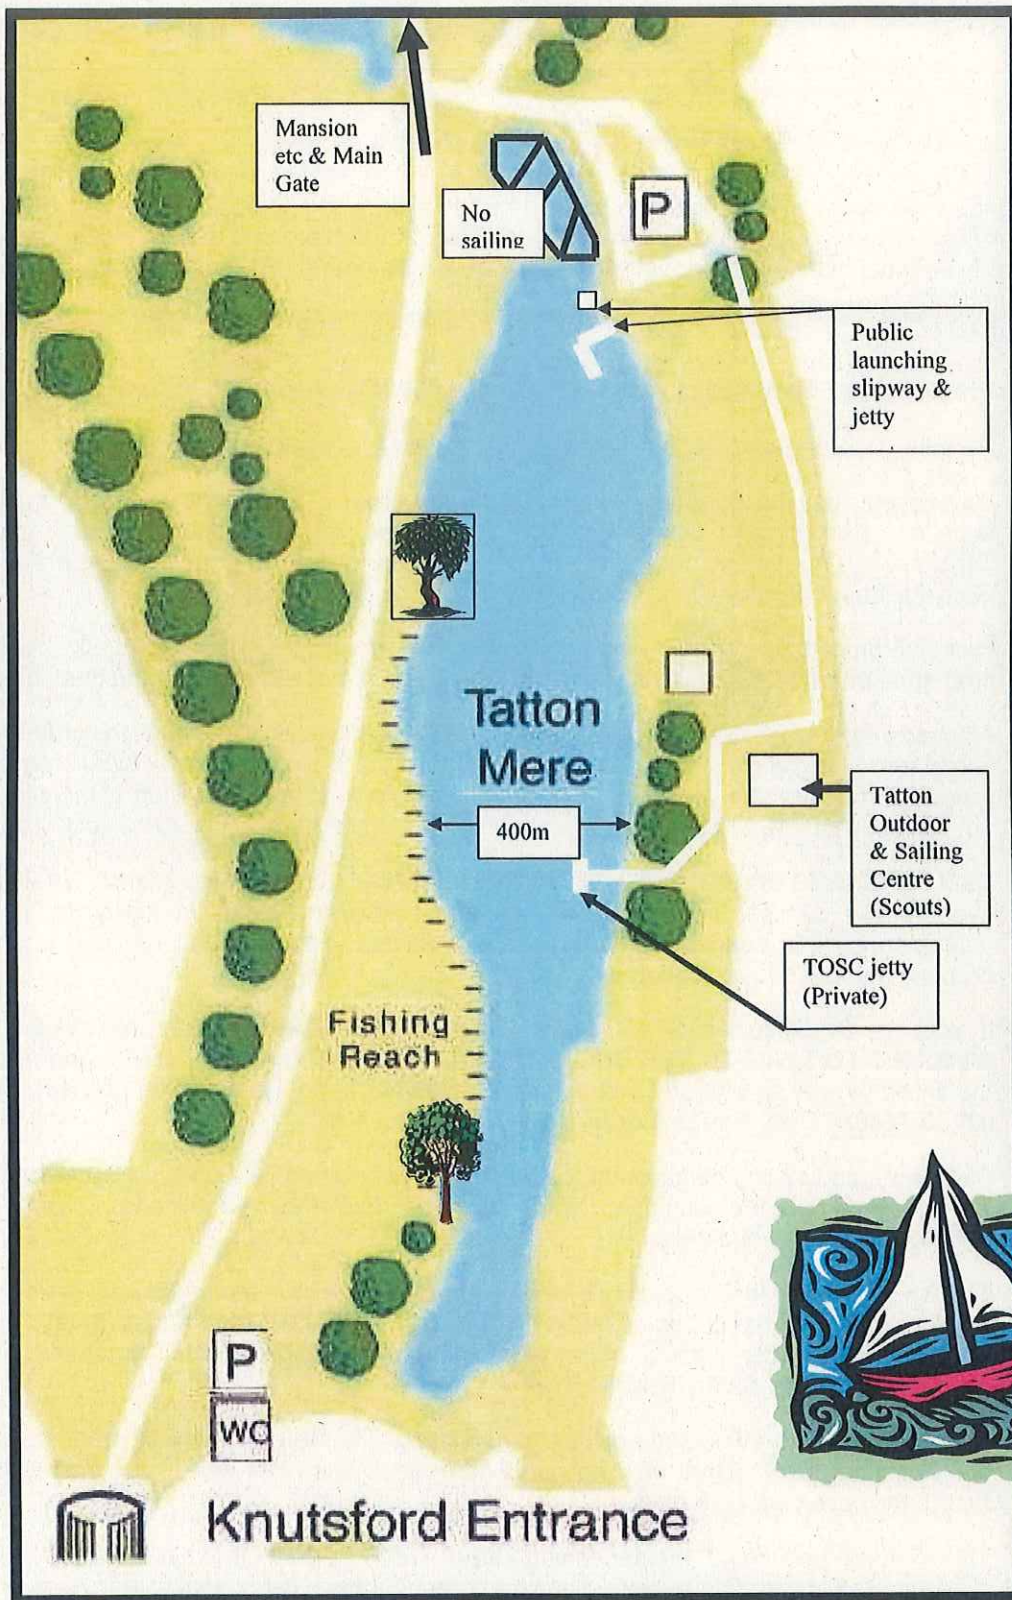 Mansion
etc & Main
Gate
No
sailing
P
Public
launching
slipway &
jetty
Tatton
Mere
400m
Tatton
Outdoor
& Sailing
Centre
(Scouts)
TOSC jetty
(Private)
Fishing
Reach
P
WC
Knutsford Entrance